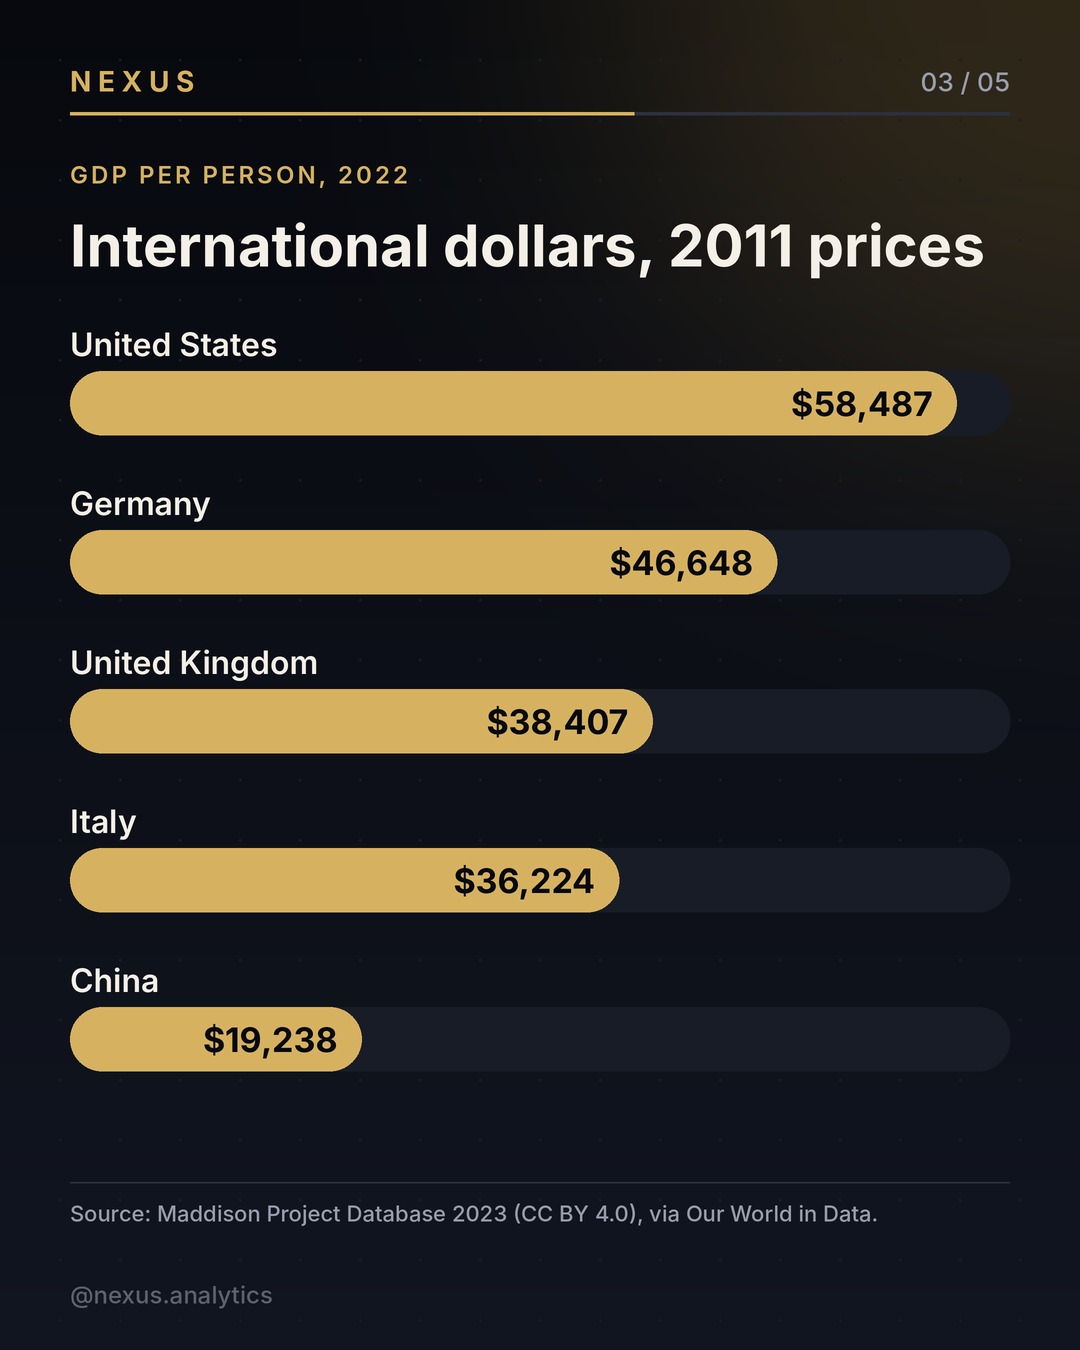 NEXUS
03 / 05
GDP PER PERSON, 2022
International dollars, 2011 prices
United States
$58,487
Germany
$46,648
United Kingdom
$38,407
Italy
$36,224
China
$19,238
Source: Maddison Project Database 2023 (CC BY 4.0), via Our World in Data.
@nexus.analytics